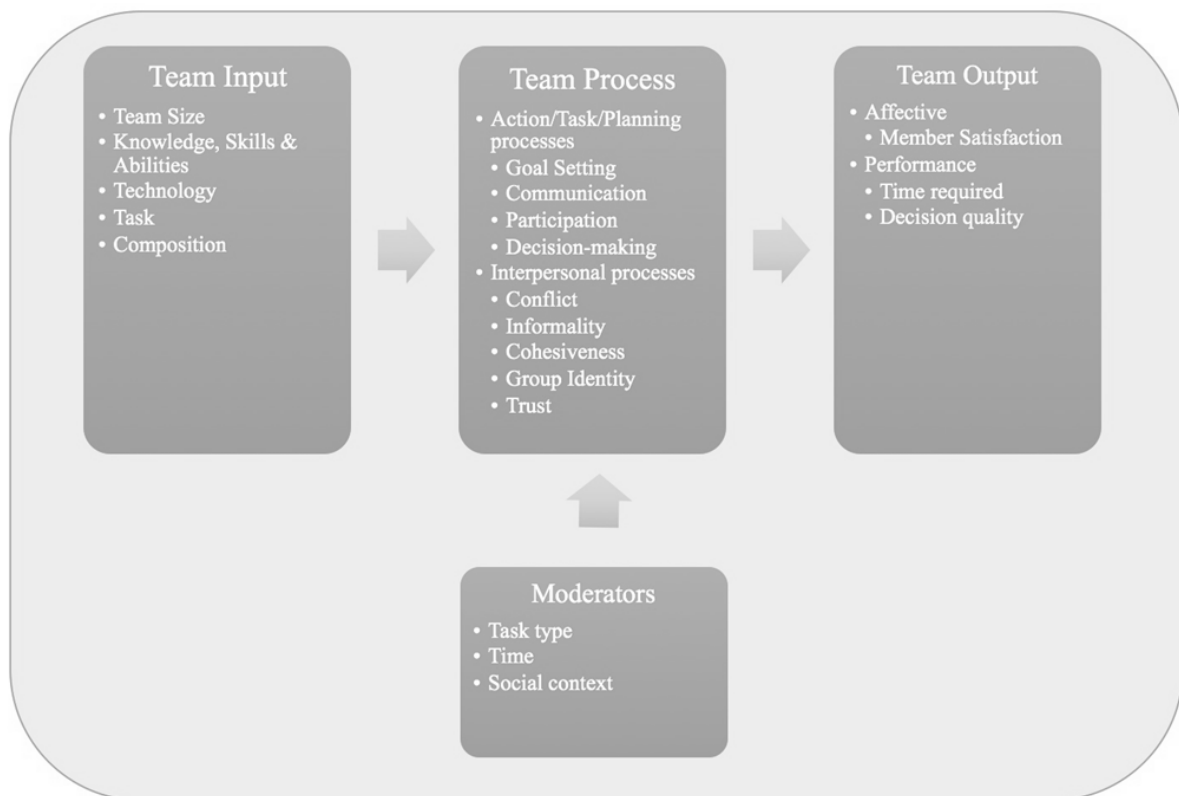 Team Input
• Team Size
• Knowledge, Skills &
Abilities
• Technology
• Task
• Composition
Team Process
• Action/Task/Planning
processes
• Goal Setting
• Communication
• Participation
• Decision-making
• Interpersonal processes
• Conflict
• Informality
• Cohesiveness
• Group Identity
• Trust
Team Output
• Affective
• Member Satisfaction
• Performance
• Time required
• Decision quality
Moderators
• Task type
• Time
• Social context